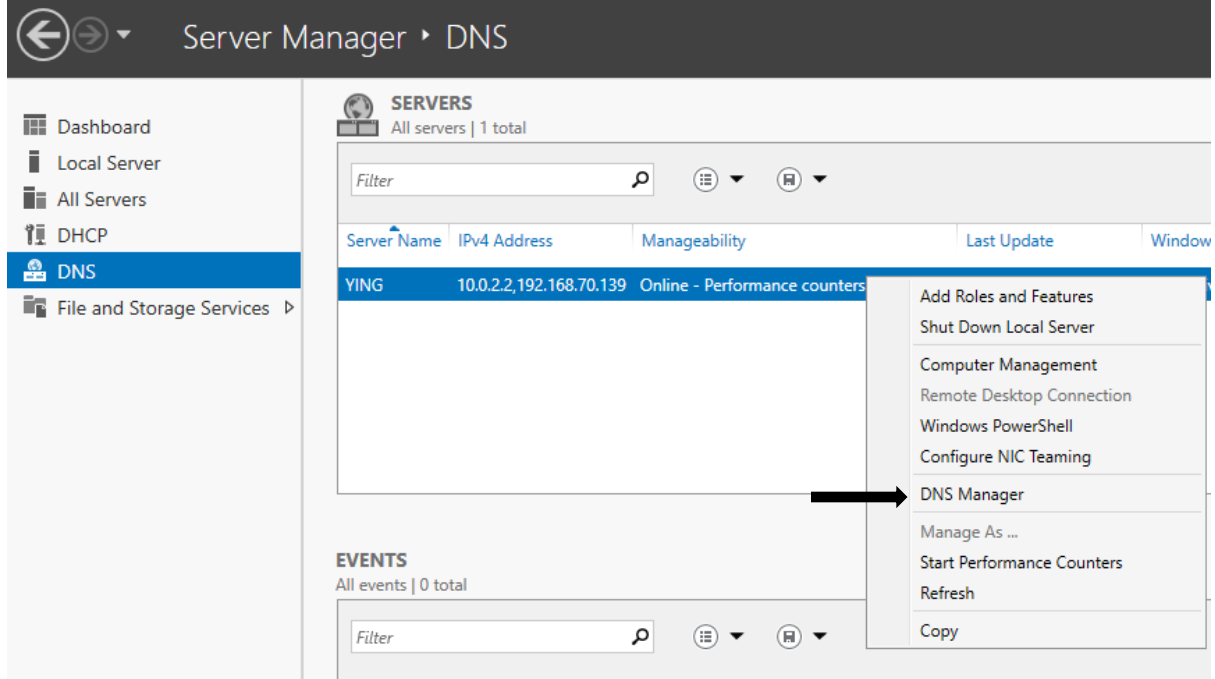 Server Manager ‣ DNS
Dashboard
Local Server
All Servers
DHCP
DNS
File and Storage Services
SERVERS
All servers | 1 total
Filter
Server Name IPv4 Address Manageability Last Update Window
YING 10.0.2.2,192.168.70.139 Online - Performance counters
Add Roles and Features
Shut Down Local Server
Computer Management
Remote Desktop Connection
Windows PowerShell
Configure NIC Teaming
DNS Manager
Manage As ...
Start Performance Counters
Refresh
Copy
EVENTS
All events | 0 total
Filter